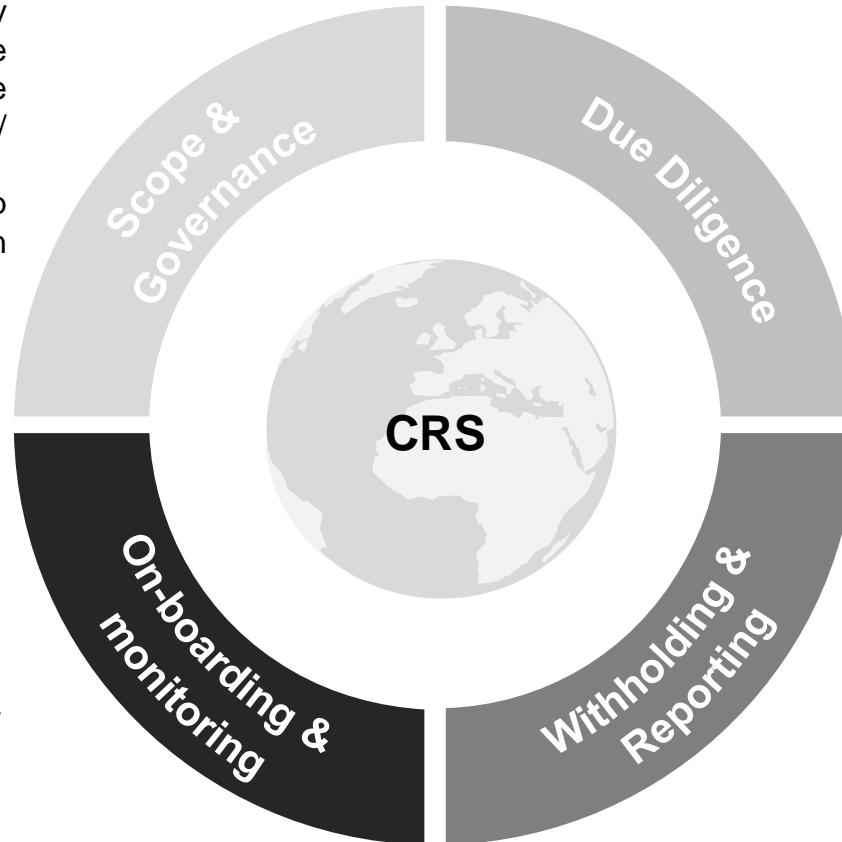 Scope &
Governance
Due Diligence
CRS
On-boarding &
monitoring
Withholding &
Reporting